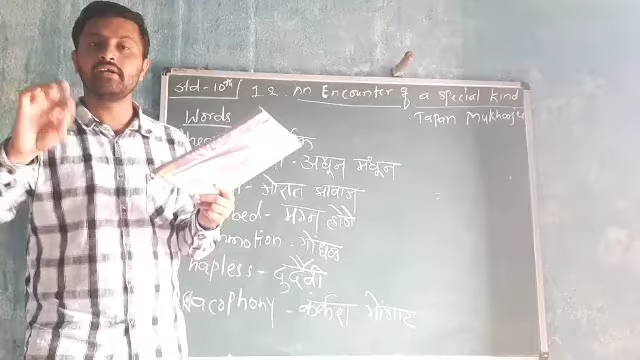 Std-10th / 1.2. An Encounter of a special kind
. Tapan Mukherjee
Words
- अधून मधून
- जोरात आवाज
bed- मग्न होणे
mmotion - गोंधळ
hapless - दुर्दैवी
cacophony - कर्कश गोंगाट